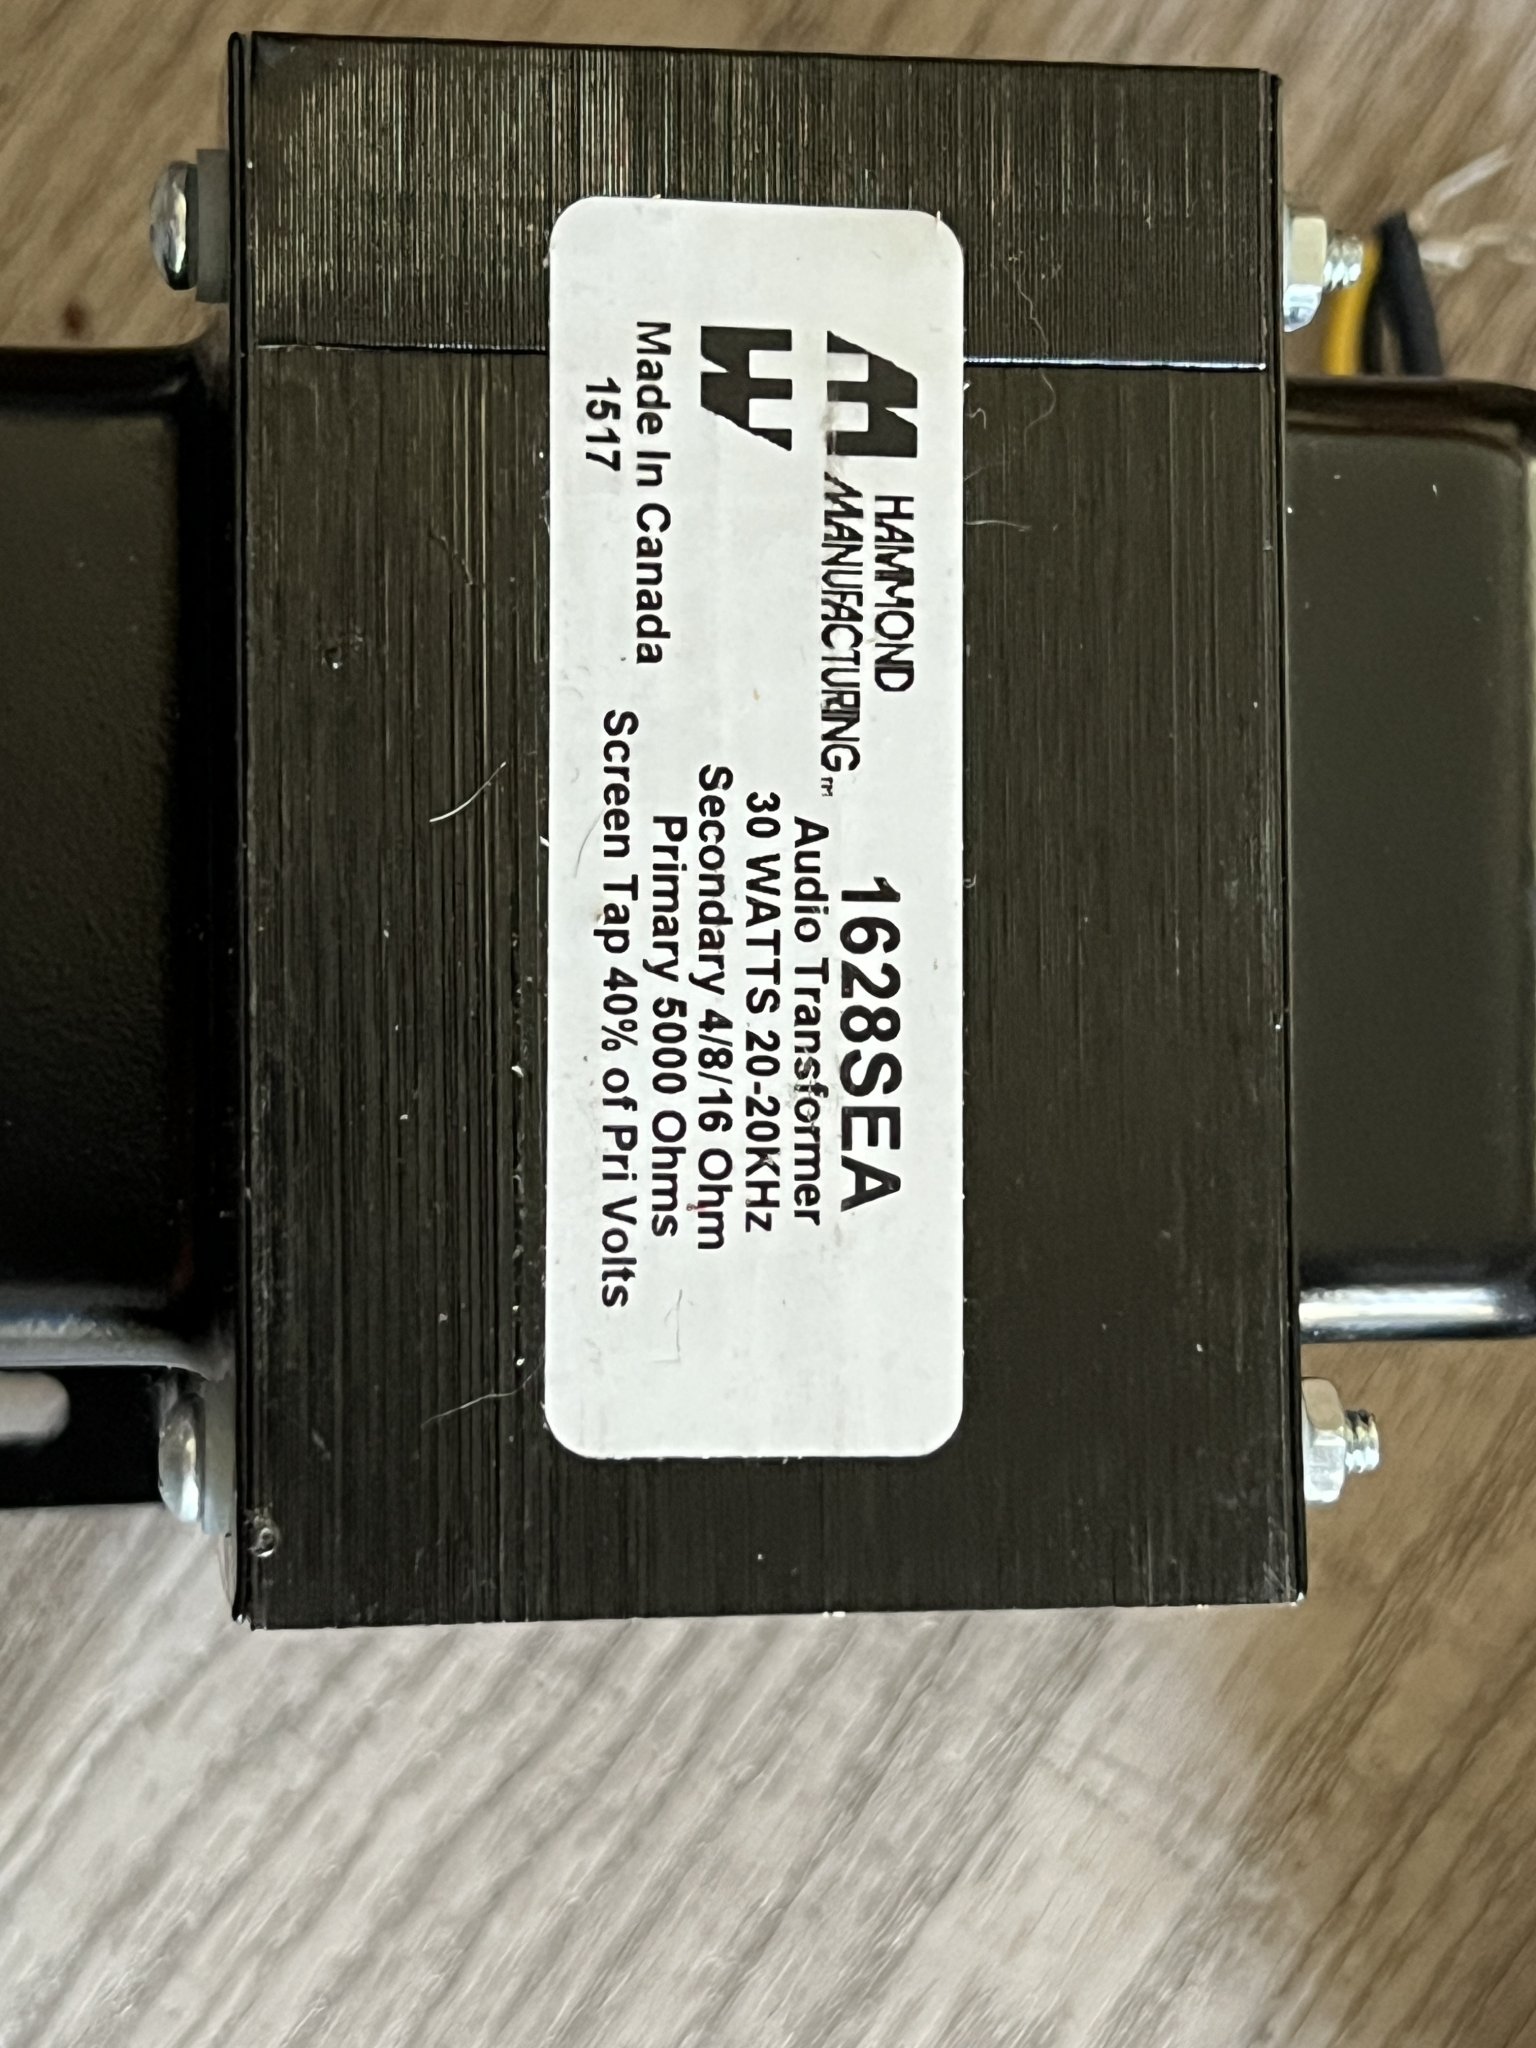 HAMMOND
MANUFACTURING™
Made In Canada
1517
1628SEA
Audio Transformer
30 WATTS 20-20KHz
Secondary 4/8/16 Ohm
Primary 5000 Ohms
Screen Tap 40% of Pri Volts